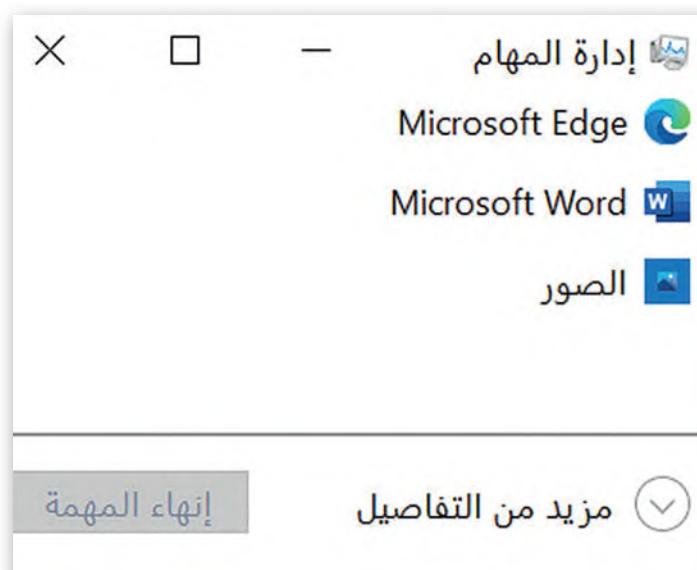 إدارة المهام
Microsoft Edge
Microsoft Word
الصور
مزيد من التفاصيل
إنهاء المهمة